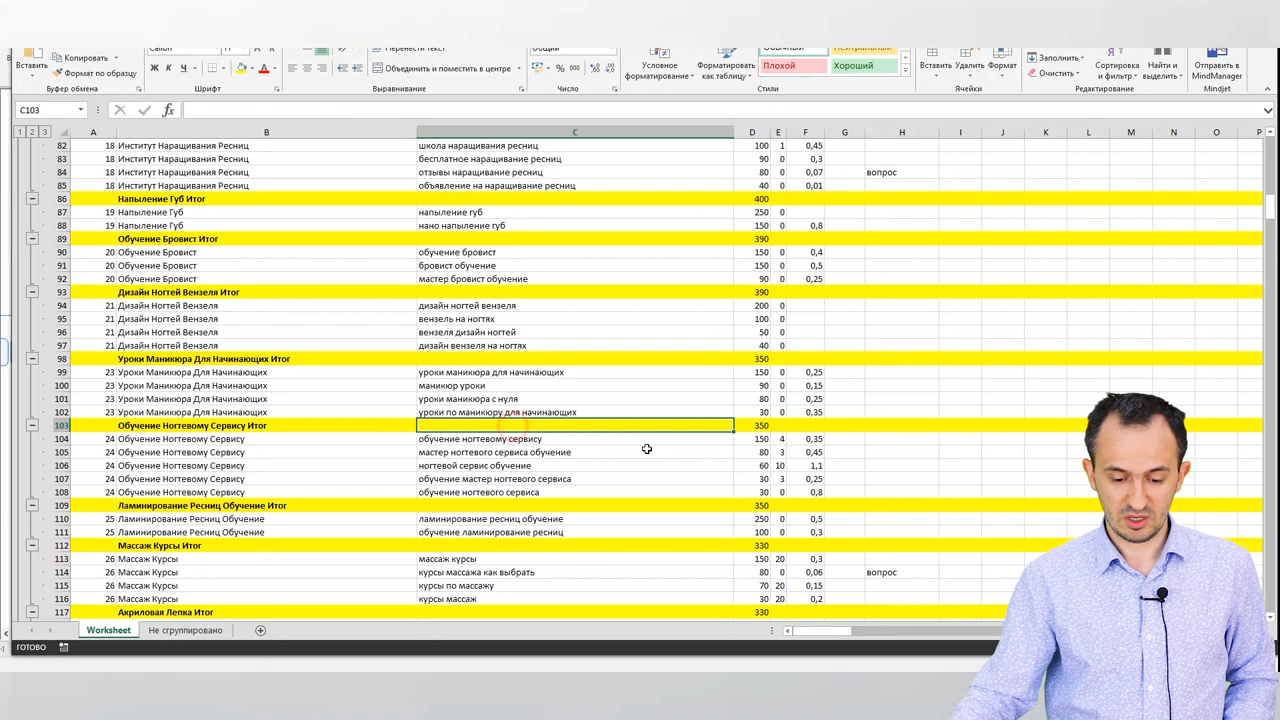 Вставить
Копировать
Формат по образцу
Буфер обмена
Ж К Ч
Шрифт
Перенести текст
Объединить и поместить в центре
Выравнивание
Общий
% 000
Число
Условное форматирование
Форматировать как таблицу
Обычный
Нейтральный
Плохой
Хороший
Стили
Вставить
Удалить
Формат
Ячейки
Заполнить
Очистить
Сортировка и фильтр
Найти и выделить
Редактирование
Отправить в MindManager
Mindjet
C103
fx
1 2 3
A B C D E F G H I J K L M N O P
82 18 Институт Наращивания Ресниц школа наращивания ресниц 100 1 0,45
83 18 Институт Наращивания Ресниц бесплатное наращивание ресниц 90 0 0,3
84 18 Институт Наращивания Ресниц отзывы наращивание ресниц 80 0 0,07 вопрос
85 18 Институт Наращивания Ресниц объявление на наращивание ресниц 40 0 0,01
86 Напыление Губ Итог 400
87 19 Напыление Губ напыление губ 250 0
88 19 Напыление Губ нано напыление губ 150 0 0,8
89 Обучение Бровист Итог 390
90 20 Обучение Бровист обучение бровист 150 0 0,4
91 20 Обучение Бровист бровист обучение 150 0 0,5
92 20 Обучение Бровист мастер бровист обучение 90 0 0,25
93 Дизайн Ногтей Вензеля Итог 390
94 21 Дизайн Ногтей Вензеля дизайн ногтей вензеля 200 0
95 21 Дизайн Ногтей Вензеля вензель на ногтях 100 0
96 21 Дизайн Ногтей Вензеля вензеля дизайн ногтей 50 0
97 21 Дизайн Ногтей Вензеля дизайн вензеля на ногтях 40 0
98 Уроки Маникюра Для Начинающих Итог 350
99 23 Уроки Маникюра Для Начинающих уроки маникюра для начинающих 150 0 0,25
100 23 Уроки Маникюра Для Начинающих маникюр уроки 90 0 0,15
101 23 Уроки Маникюра Для Начинающих уроки маникюра с нуля 80 0 0,25
102 23 Уроки Маникюра Для Начинающих уроки по маникюру для начинающих 30 0 0,35
103 Обучение Ногтевому Сервису Итог 350
104 24 Обучение Ногтевому Сервису обучение ногтевому сервису 150 4 0,35
105 24 Обучение Ногтевому Сервису мастер ногтевого сервиса обучение 80 3 0,45
106 24 Обучение Ногтевому Сервису ногтевой сервис обучение 60 10 1,1
107 24 Обучение Ногтевому Сервису обучение мастер ногтевого сервиса 30 3 0,25
108 24 Обучение Ногтевому Сервису обучение ногтевого сервиса 30 0 0,8
109 Ламинирование Ресниц Обучение Итог 350
110 25 Ламинирование Ресниц Обучение ламинирование ресниц обучение 250 0 0,5
111 25 Ламинирование Ресниц Обучение обучение ламинирование ресниц 100 0 0,3
112 Массаж Курсы Итог 330
113 26 Массаж Курсы массаж курсы 150 20 0,3
114 26 Массаж Курсы курсы массажа как выбрать 80 0 0,06 вопрос
115 26 Массаж Курсы курсы по массажу 70 20 0,15
116 26 Массаж Курсы курсы массаж 30 20 0,2
117 Акриловая Лепка Итог 330
Worksheet Не сгруппировано
ГОТОВО